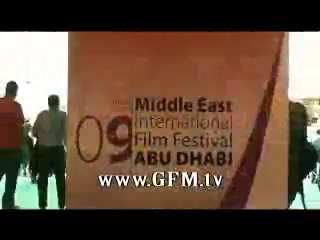 09
Middle East
International
Film Festival
ABU DHABI
www.GFM.tv